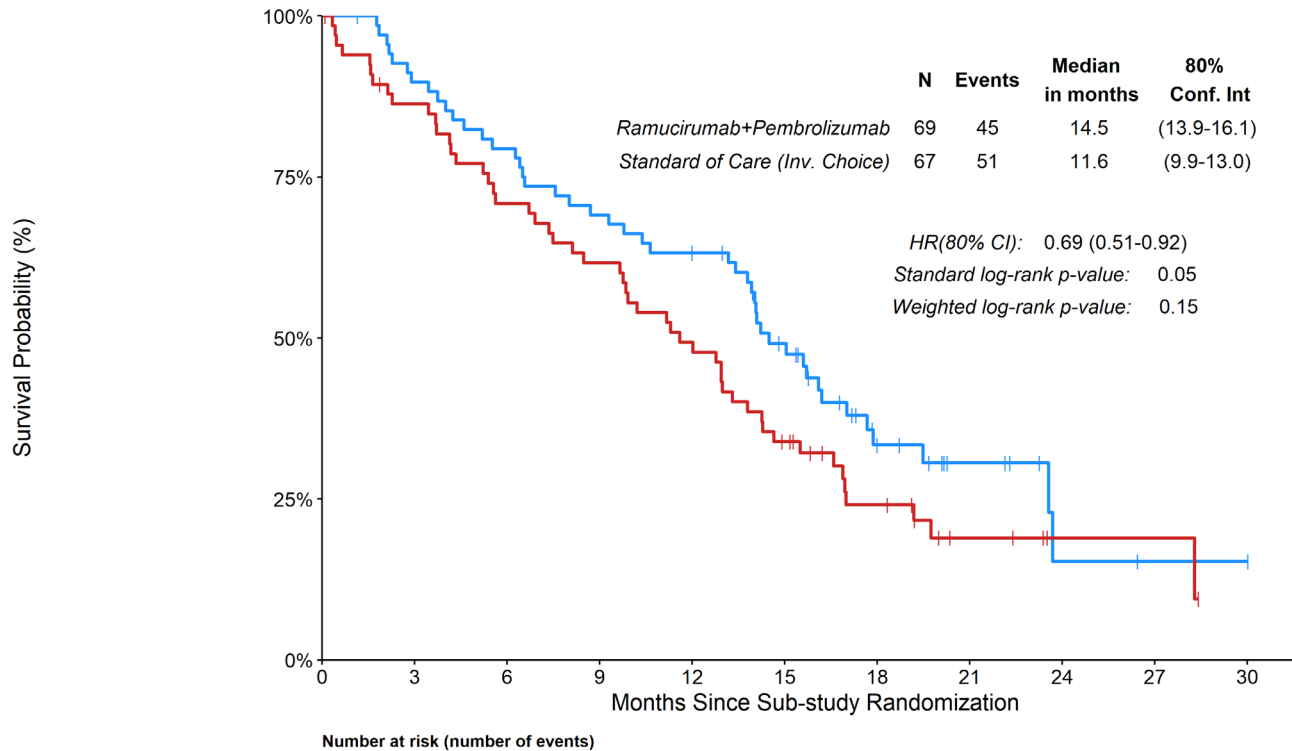 100%
75%
50%
25%
0%
Survival Probability (%)
N Events Median in months 80% Conf. Int
Ramucirumab+Pembrolizumab 69 45 14.5 (13.9-16.1)
Standard of Care (Inv. Choice) 67 51 11.6 (9.9-13.0)
HR(80% CI): 0.69 (0.51-0.92)
Standard log-rank p-value: 0.05
Weighted log-rank p-value: 0.15
0 3 6 9 12 15 18 21 24 27 30
Months Since Sub-study Randomization
Number at risk (number of events)